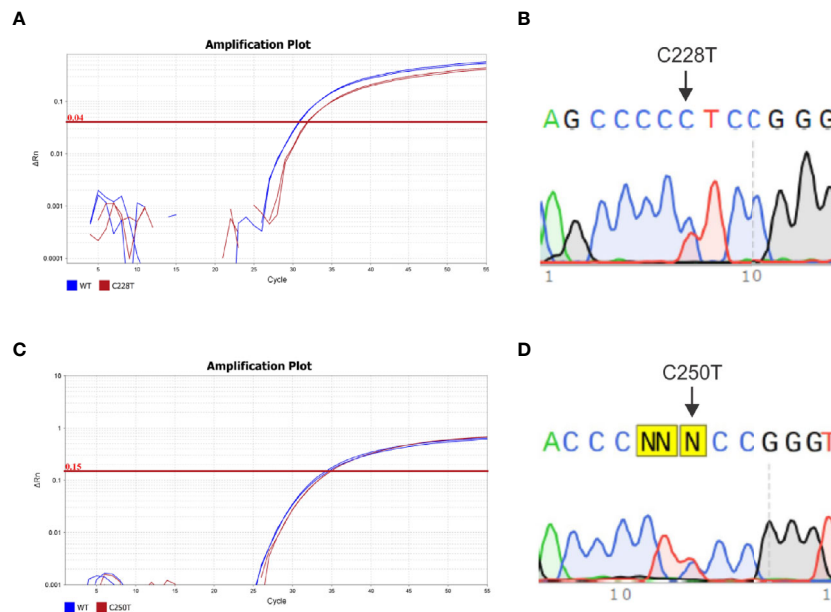 A
Amplification Plot
ΔRn
0.1
0.04
0.01
0.001
0.0001
5 10 15 20 25 30 35 40 45 50 55
Cycle
WT C228T
B
C228T
AGCCCCCTCCGGG
1 10
C
Amplification Plot
ΔRn
10
1
0.15
0.1
0.01
0.001
5 10 15 20 25 30 35 40 45 50 55
Cycle
WT C250T
D
C250T
ACCCNNNCCGGGT
10 1